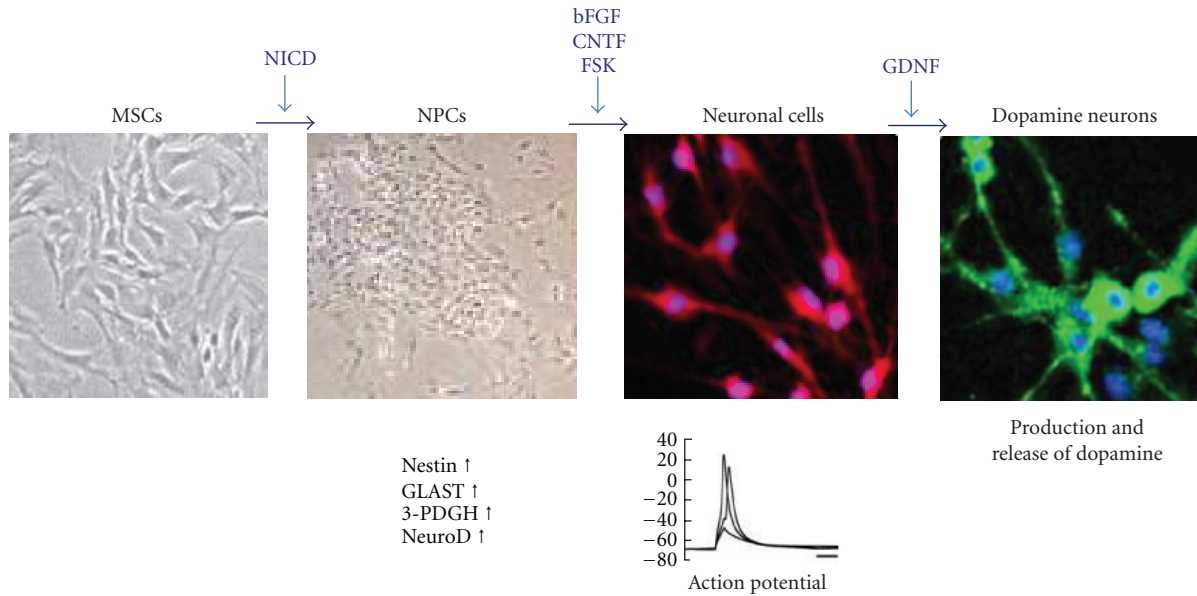 NICD
bFGF
CNTF
FSK
GDNF
MSCs
NPCs
Neuronal cells
Dopamine neurons
Nestin ↑
GLAST ↑
3-PDGH ↑
NeuroD ↑
40
20
0
−20
−40
−60
−80
Action potential
Production and
release of dopamine